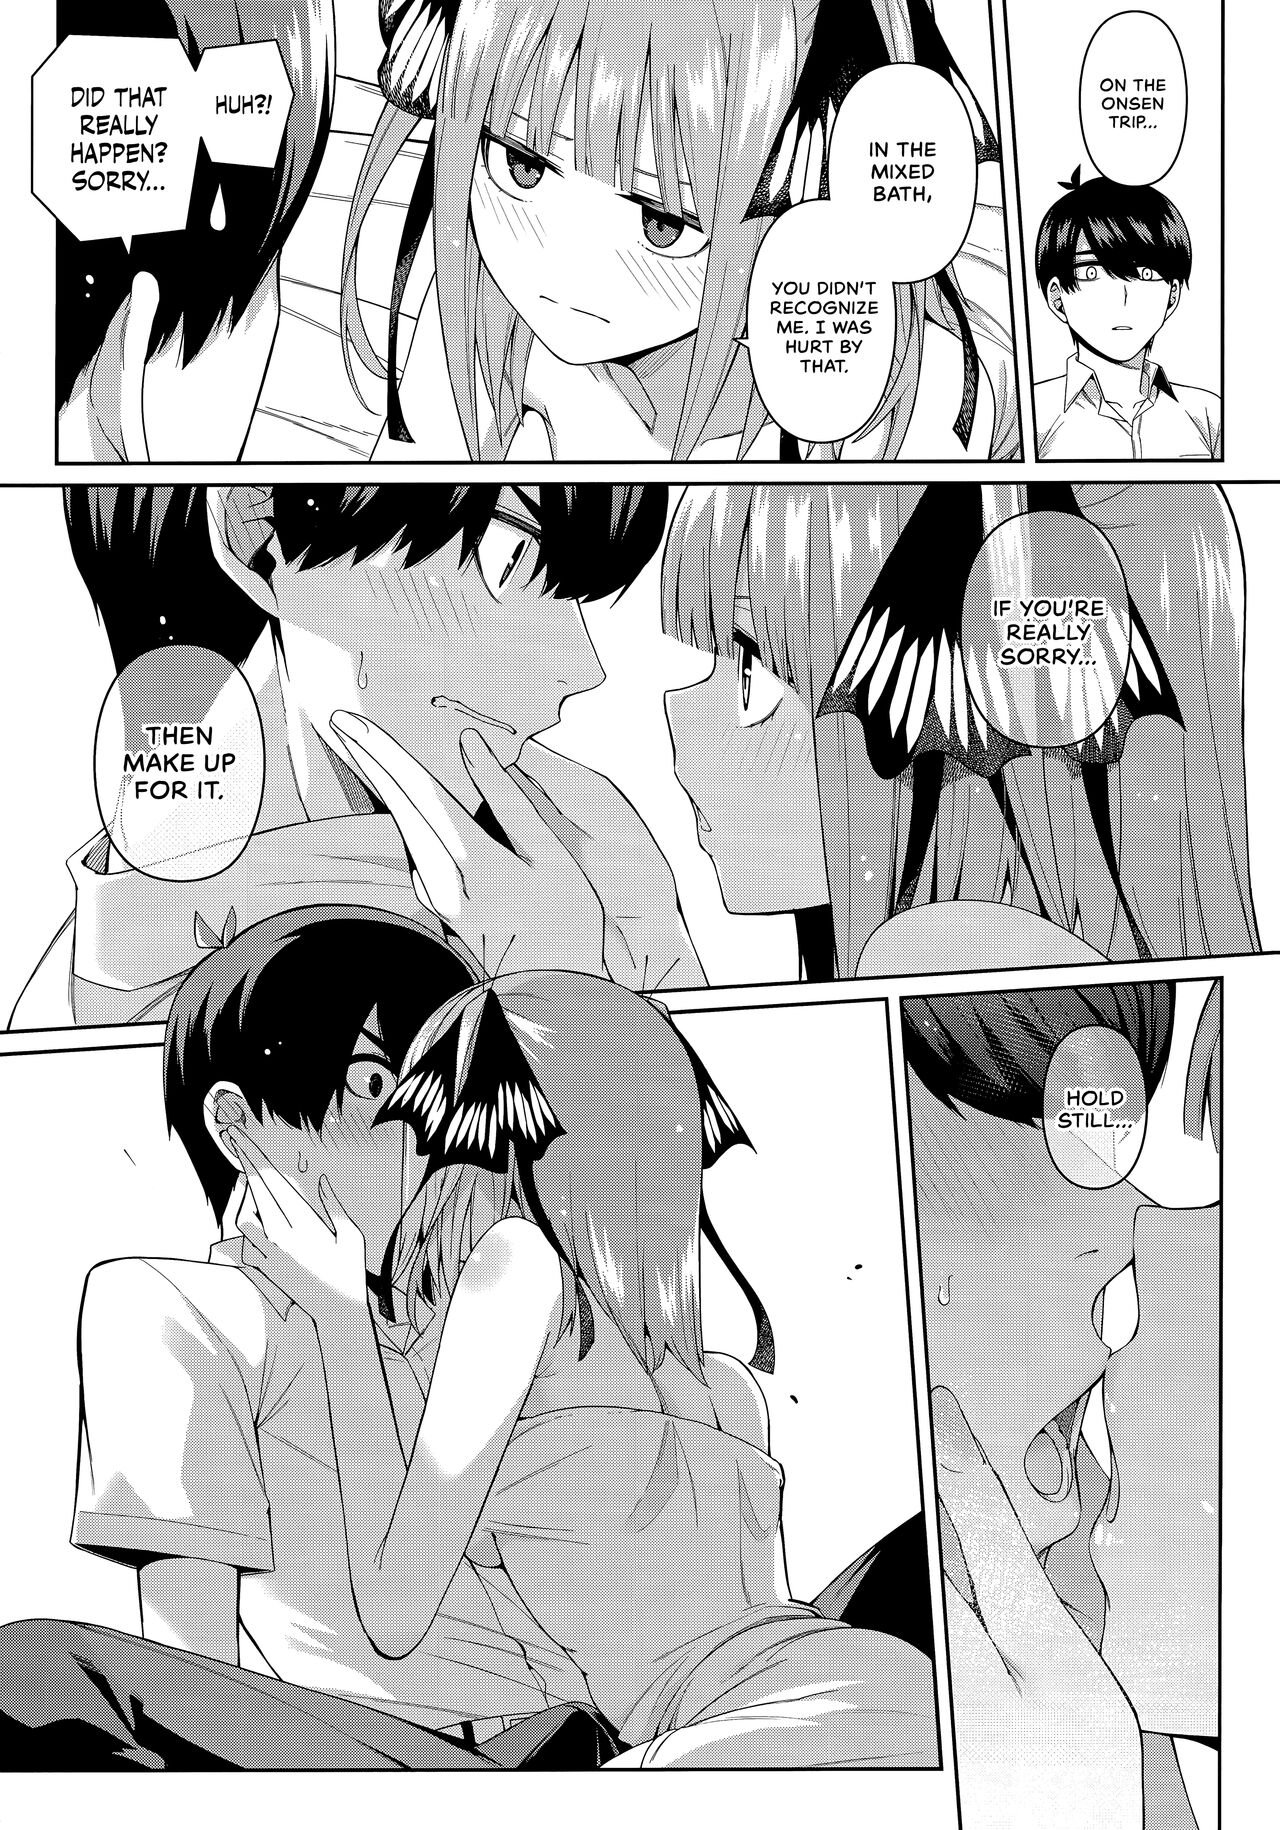 ON THE
ONSEN
TRIP...
IN THE
MIXED
BATH,
YOU DIDN'T
RECOGNIZE
ME. I WAS
HURT BY
THAT.
HUH?!
DID THAT
REALLY
HAPPEN?
SORRY...
IF YOU'RE
REALLY
SORRY...
THEN
MAKE UP
FOR IT.
HOLD
STILL...